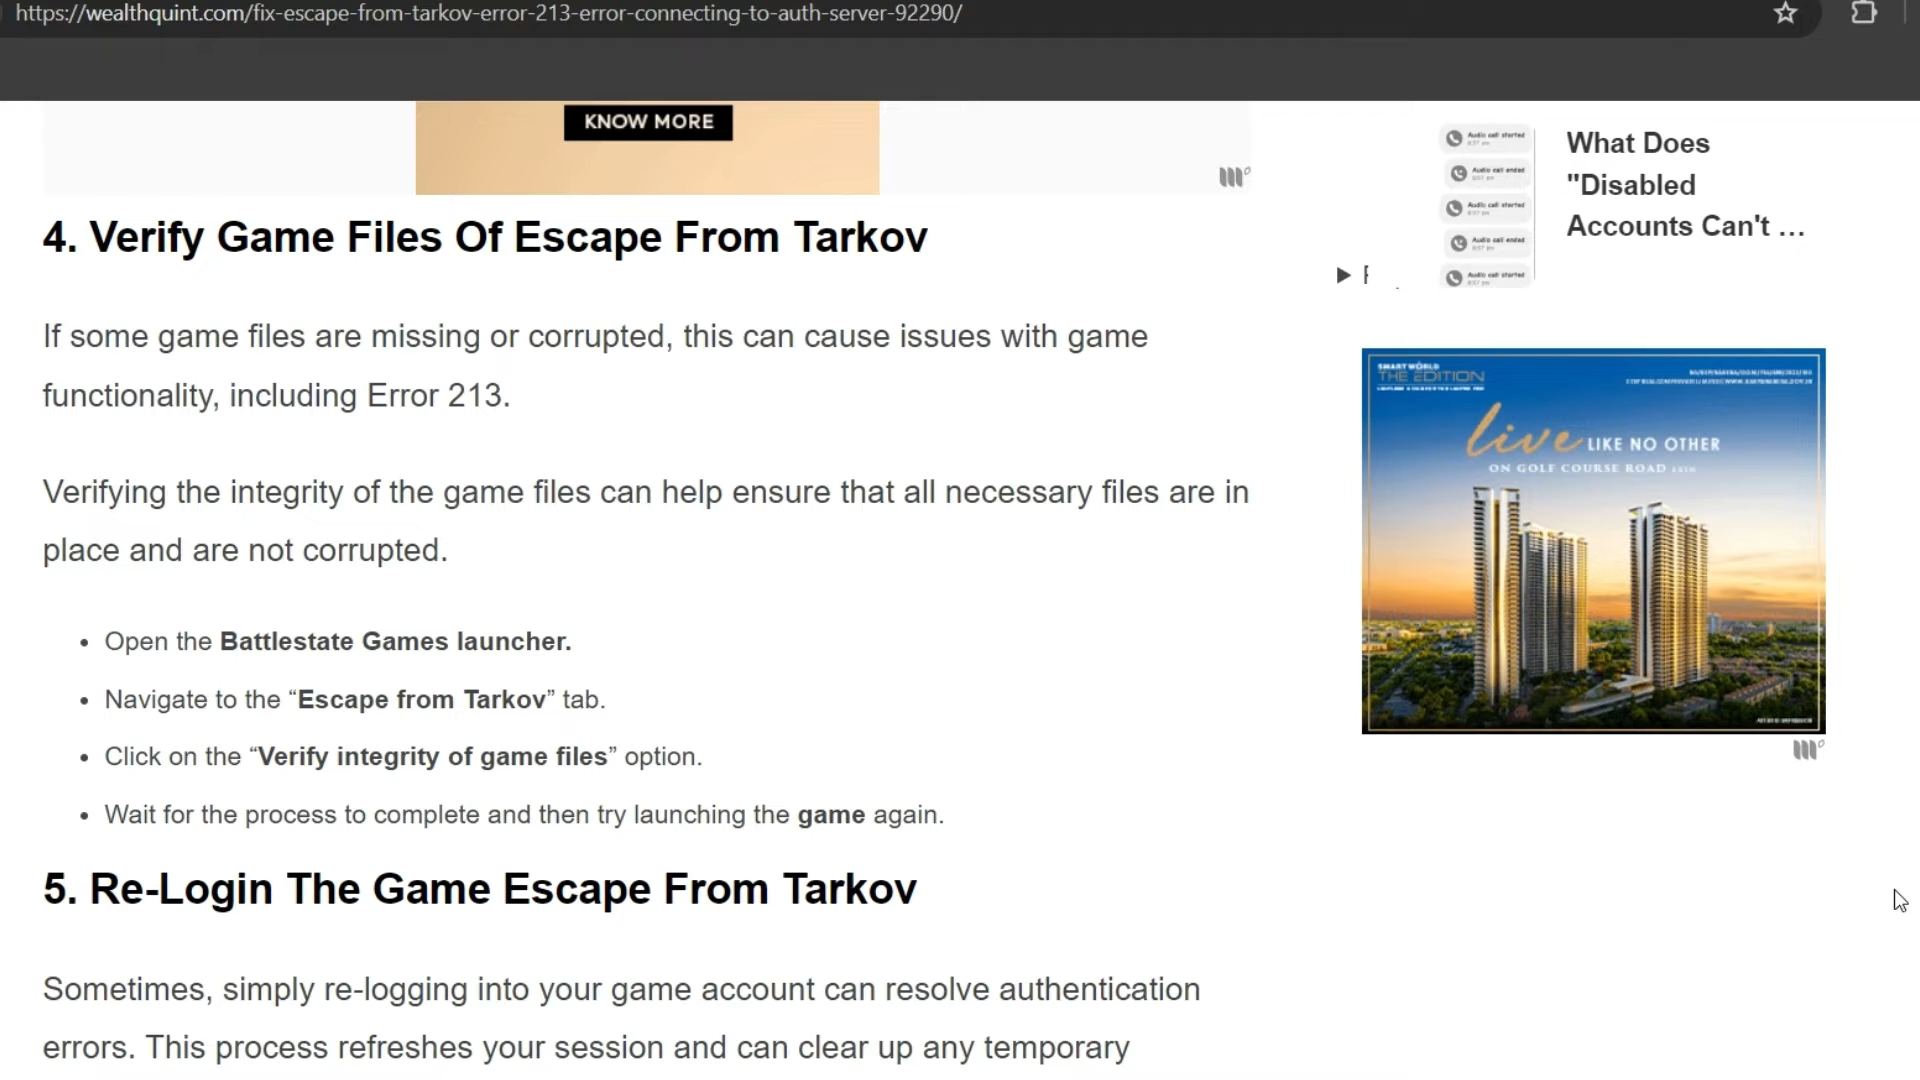 https://wealthquint.com/fix-escape-from-tarkov-error-213-error-connecting-to-auth-server-92290/
KNOW MORE
4. Verify Game Files Of Escape From Tarkov
If some game files are missing or corrupted, this can cause issues with game
functionality, including Error 213.
Verifying the integrity of the game files can help ensure that all necessary files are in
place and are not corrupted.
• Open the Battlestate Games launcher.
• Navigate to the “Escape from Tarkov” tab.
• Click on the “Verify integrity of game files” option.
• Wait for the process to complete and then try launching the game again.
5. Re-Login The Game Escape From Tarkov
Sometimes, simply re-logging into your game account can resolve authentication
errors. This process refreshes your session and can clear up any temporary
Audio call started
Audio call ended
Audio call started
Audio call ended
Audio call started
What Does
"Disabled
Accounts Can't ...
SMARTWORLD
THE EDITION
live LIKE NO OTHER
ON GOLF COURSE ROAD